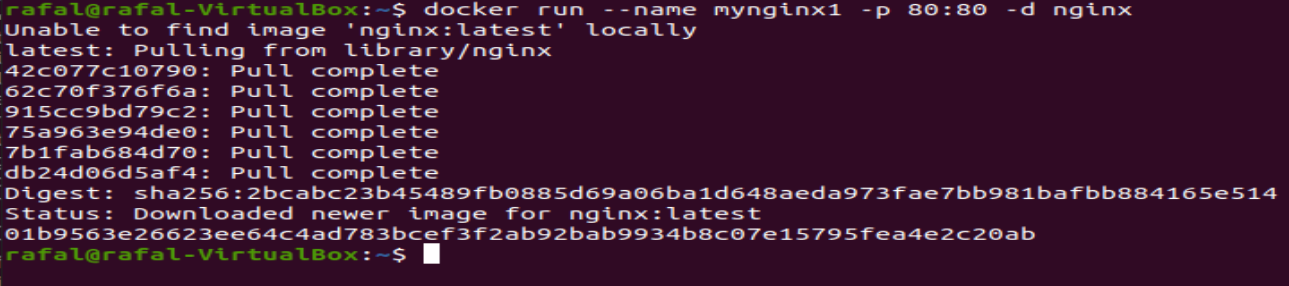 rafal@rafal-VirtualBox:~$ docker run --name mynginx1 -p 80:80 -d nginx
Unable to find image 'nginx:latest' locally
latest: Pulling from library/nginx
42c077c10790: Pull complete
62c70f376f6a: Pull complete
915cc9bd79c2: Pull complete
75a963e94de0: Pull complete
7b1fab684d70: Pull complete
db24d06d5af4: Pull complete
Digest: sha256:2bcabc23b45489fb0885d69a06ba1d648aeda973fae7bb981bafbb884165e514
Status: Downloaded newer image for nginx:latest
01b9563e26623ee64c4ad783bcef3f2ab92bab9934b8c07e15795fea4e2c20ab
rafal@rafal-VirtualBox:~$